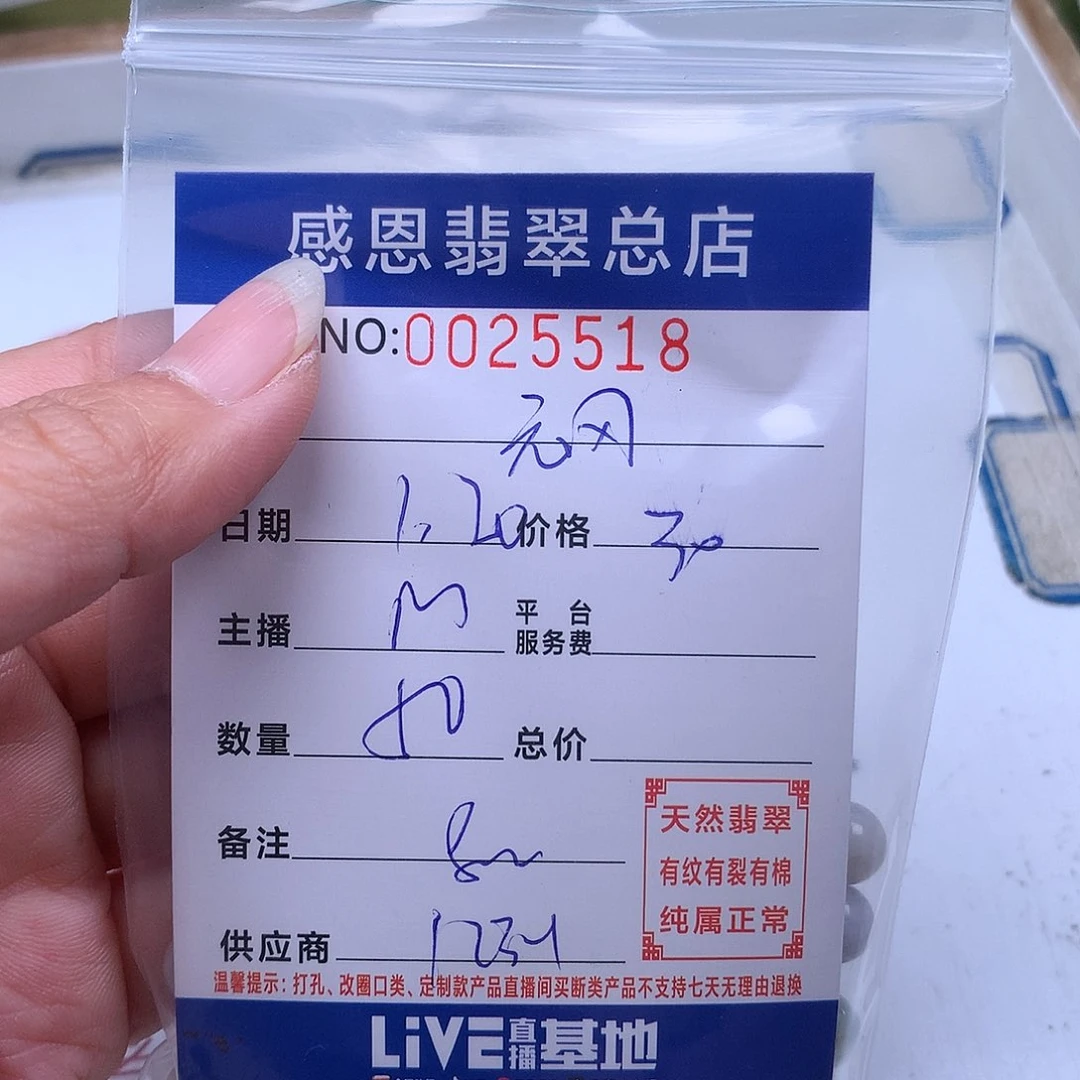 感恩翡翠总店
NO:0025518
日期 1.20 价格
主播 平台服务费
数量 总价
备注
供应商 1234
天然翡翠
有纹有裂有棉
纯属正常
温馨提示：打孔、改圈口类、定制款产品直播间买断类产品不支持七天无理由退换
LiVE直播基地